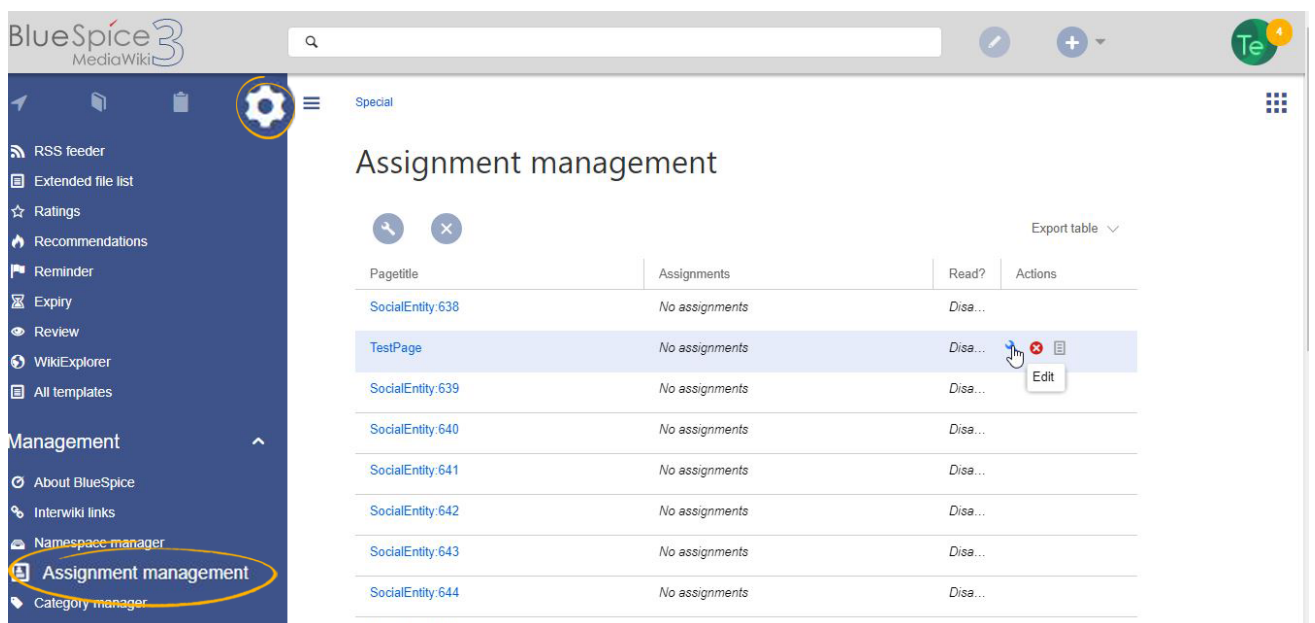 BlueSpice 3
MediaWiki
Te
4
Special
RSS feeder
Extended file list
Ratings
Recommendations
Reminder
Expiry
Review
WikiExplorer
All templates
Management
About BlueSpice
Interwiki links
Namespace manager
Assignment management
Category manager
Assignment management
Export table
Pagetitle Assignments Read? Actions
SocialEntity:638 No assignments Disa...
TestPage No assignments Disa...
Edit
SocialEntity:639 No assignments Disa...
SocialEntity:640 No assignments Disa...
SocialEntity:641 No assignments Disa...
SocialEntity:642 No assignments Disa...
SocialEntity:643 No assignments Disa...
SocialEntity:644 No assignments Disa...